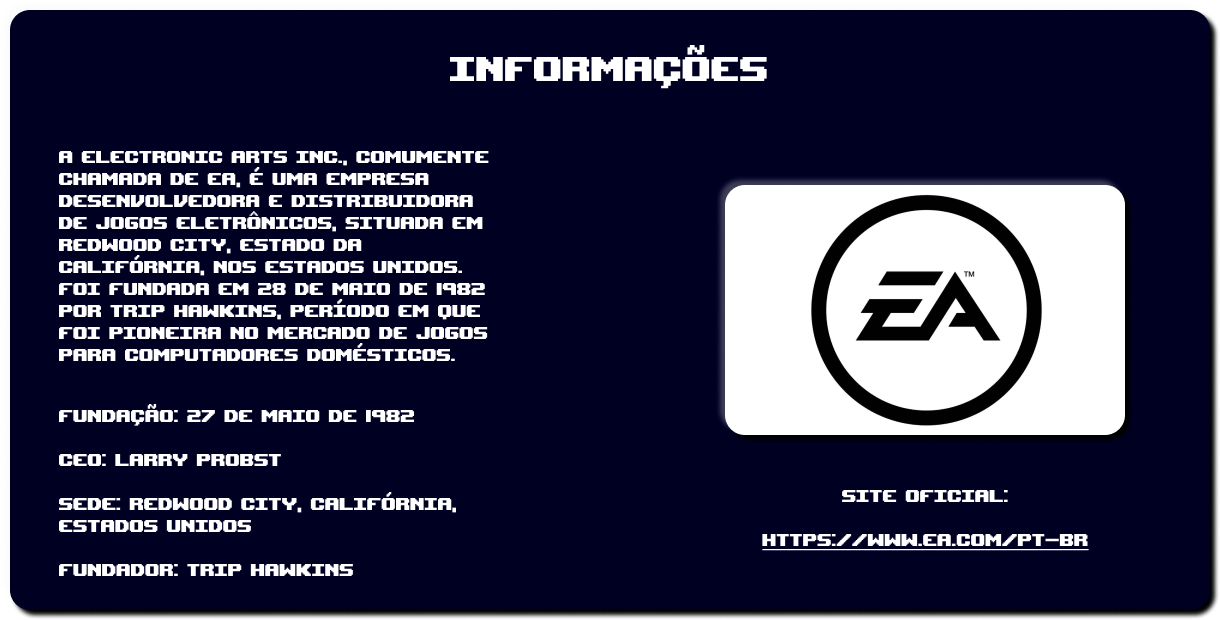 INFORMAÇÕES
A ELECTRONIC ARTS INC., COMUMENTE
CHAMADA DE EA, É UMA EMPRESA
DESENVOLVEDORA E DISTRIBUIDORA
DE JOGOS ELETRÔNICOS, SITUADA EM
REDWOOD CITY, ESTADO DA
CALIFÓRNIA, NOS ESTADOS UNIDOS.
FOI FUNDADA EM 28 DE MAIO DE 1982
POR TRIP HAWKINS, PERÍODO EM QUE
FOI PIONEIRA NO MERCADO DE JOGOS
PARA COMPUTADORES DOMÉSTICOS.
FUNDAÇÃO: 27 DE MAIO DE 1982
CEO: LARRY PROBST
SEDE: REDWOOD CITY, CALIFÓRNIA,
ESTADOS UNIDOS
FUNDADOR: TRIP HAWKINS
EA™
SITE OFICIAL:
HTTPS://WWW.EA.COM/PT-BR